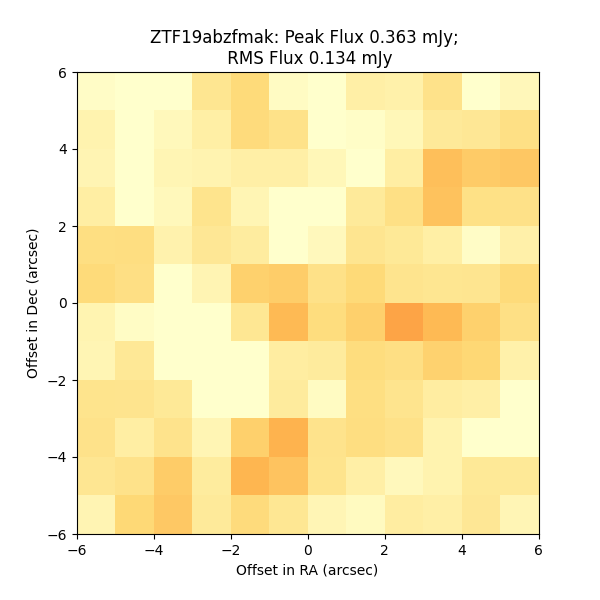 ZTF19abzfmak: Peak Flux 0.363 mJy;
RMS Flux 0.134 mJy
6
4
2
0
−2
−4
−6
Offset in Dec (arcsec)
−6 −4 −2 0 2 4 6
Offset in RA (arcsec)